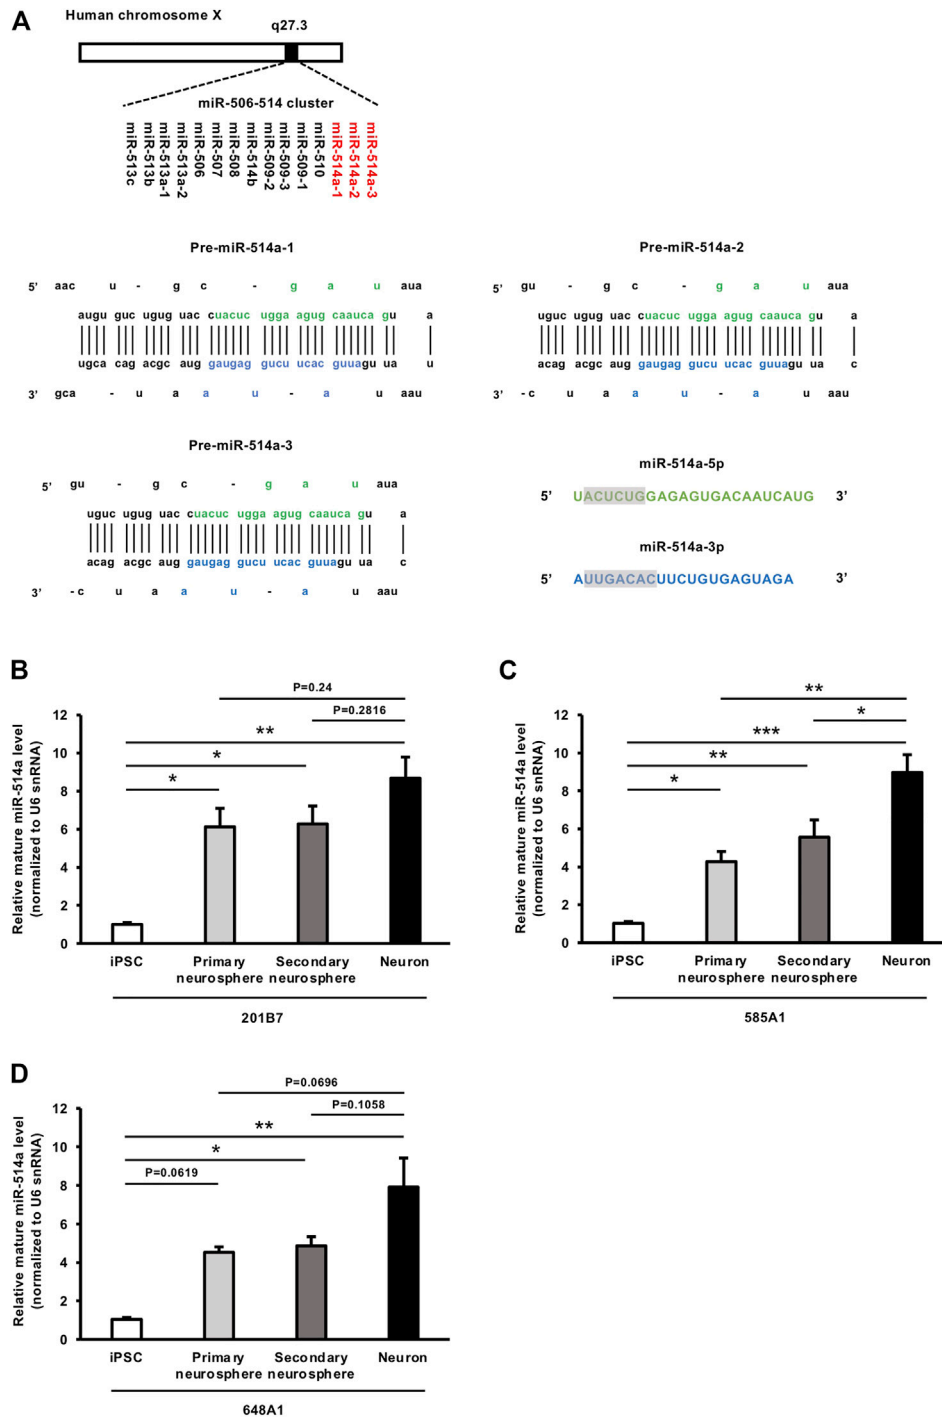 A
Human chromosome X
q27.3
miR-506-514 cluster
miR-513c
miR-513b
miR-513a-1
miR-513a-2
miR-506
miR-507
miR-508
miR-514b
miR-509-2
miR-509-3
miR-509-1
miR-510
miR-514a-1
miR-514a-2
miR-514a-3
Pre-miR-514a-1
5' aac u - g c - g a u aua
augu guc ugug uac cuacuc ugga agug caauca gu a
ugca cag acgc aug gaugag gucu ucac guuaguu ua u
3' gca - u a a u - a u aau
Pre-miR-514a-2
5' gu - g c - g a u aua
uguc ugug uac cuacuc ugga agug caauca gu a
acag acgc aug gaugag gucu ucac guuaguu ua c
3' - c u a a u - a u aau
Pre-miR-514a-3
5' gu - g c - g a u aua
uguc ugug uac cuacuc ugga agug caauca gu a
acag acgc aug gaugag gucu ucac guuaguu ua c
3' - c u a a u - a u aau
miR-514a-5p
5' UACUCUGGAGAGUGACAAUCAUG 3'
miR-514a-3p
5' AUUGACACUUCUGUGAGUAGA 3'
B
Relative mature miR-514a level
(normalized to U6 snRNA)
12
10
8
6
4
2
0
P=0.24
P=0.2816
**
*
*
iPSC
Primary neurosphere
Secondary neurosphere
Neuron
201B7
C
Relative mature miR-514a level
(normalized to U6 snRNA)
12
10
8
6
4
2
0
**
*
***
**
*
iPSC
Primary neurosphere
Secondary neurosphere
Neuron
585A1
D
Relative mature miR-514a level
(normalized to U6 snRNA)
12
10
8
6
4
2
0
P=0.0696
P=0.1058
**
*
P=0.0619
iPSC
Primary neurosphere
Secondary neurosphere
Neuron
648A1